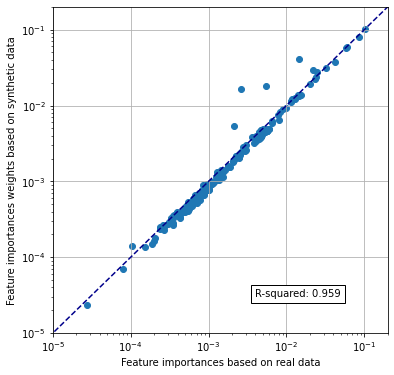 Feature importances weights based on synthetic data
10⁻¹
10⁻²
10⁻³
10⁻⁴
10⁻⁵
R-squared: 0.959
10⁻⁵ 10⁻⁴ 10⁻³ 10⁻² 10⁻¹
Feature importances based on real data